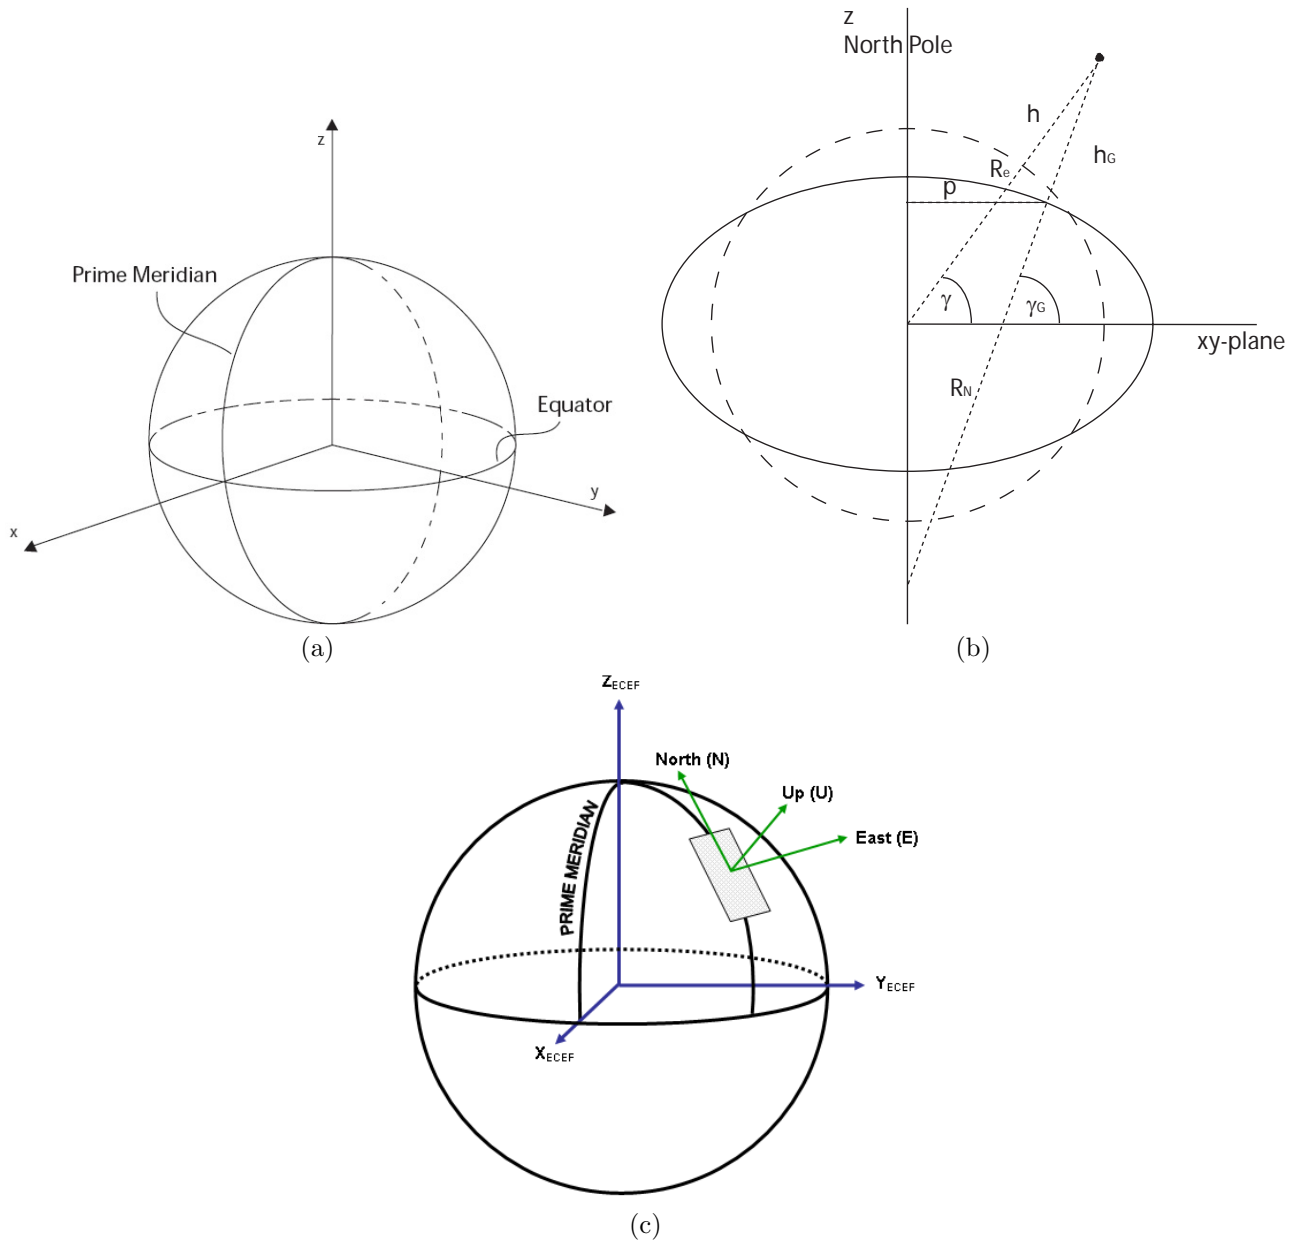 z
Prime Meridian
Equator
y
x
(a)
z
North Pole
h
hG
Re
p
γ
γG
xy-plane
RN
(b)
ZECEF
North (N)
Up (U)
East (E)
PRIME MERIDIAN
YECEF
XECEF
(c)